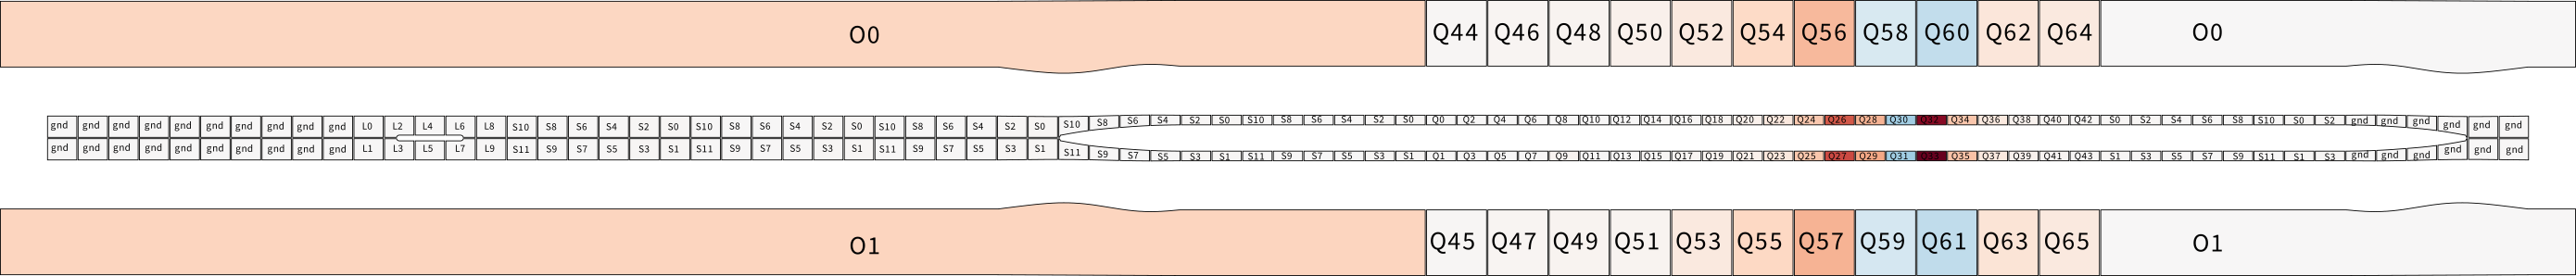 O0 Q44 Q46 Q48 Q50 Q52 Q54 Q56 Q58 Q60 Q62 Q64 O0
gnd gnd gnd gnd gnd gnd gnd gnd gnd gnd L0 L2 L4 L6 L8 S10 S8 S6 S4 S2 S0 S10 S8 S6 S4 S2 S0 S10 S8 S6 S4 S2 S0 S10 S8 S6 S4 S2 S0 S10 S8 S6 S4 S2 S0 Q0 Q2 Q4 Q6 Q8 Q10 Q12 Q14 Q16 Q18 Q20 Q22 Q24 Q26 Q28 Q30 Q32 Q34 Q36 Q38 Q40 Q42 S0 S2 S4 S6 S8 S10 S0 S2 gnd gnd gnd gnd gnd gnd
gnd gnd gnd gnd gnd gnd gnd gnd gnd gnd L1 L3 L5 L7 L9 S11 S9 S7 S5 S3 S1 S11 S9 S7 S5 S3 S1 S11 S9 S7 S5 S3 S1 S11 S9 S7 S5 S3 S1 S11 S9 S7 S5 S3 S1 Q1 Q3 Q5 Q7 Q9 Q11 Q13 Q15 Q17 Q19 Q21 Q23 Q25 Q27 Q29 Q31 Q33 Q35 Q37 Q39 Q41 Q43 S1 S3 S5 S7 S9 S11 S1 S3 gnd gnd gnd gnd gnd gnd
O1 Q45 Q47 Q49 Q51 Q53 Q55 Q57 Q59 Q61 Q63 Q65 O1